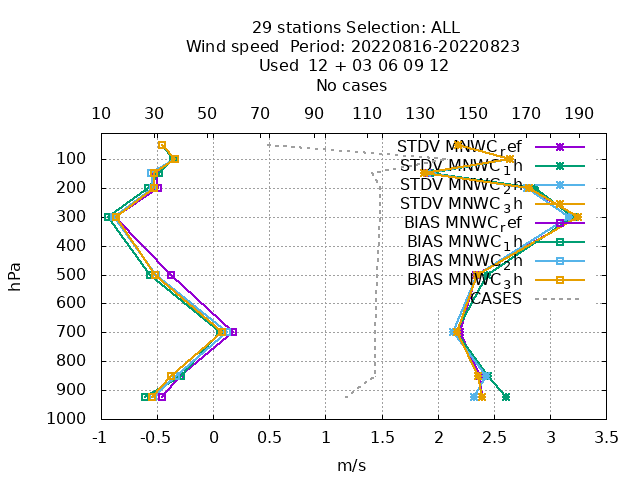 29 stations Selection: ALL
Wind speed  Period: 20220816-20220823
Used  12 + 03 06 09 12
No cases
10 30 50 70 90 110 130 150 170 190
STDV MNWC_ref
STDV MNWC_1h
STDV MNWC_2h
STDV MNWC_3h
BIAS MNWC_ref
BIAS MNWC_1h
BIAS MNWC_2h
BIAS MNWC_3h
CASES
100
200
300
400
500
600
700
800
900
1000
hPa
-1 -0.5 0 0.5 1 1.5 2 2.5 3 3.5
m/s